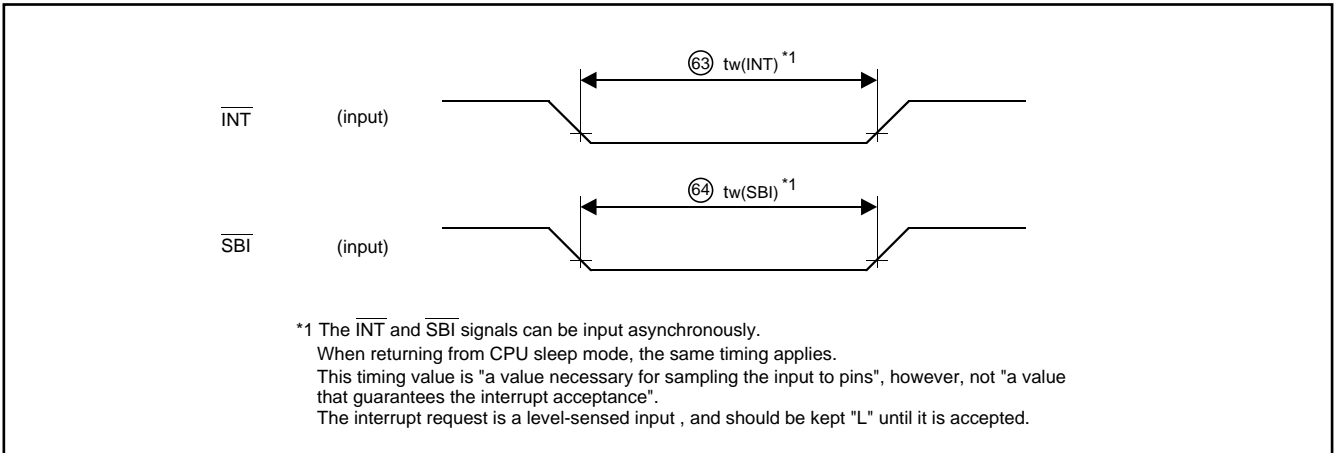 63 tw(INT) *1
INT (input)
64 tw(SBI) *1
SBI (input)
*1 The INT and SBI signals can be input asynchronously.
When returning from CPU sleep mode, the same timing applies.
This timing value is "a value necessary for sampling the input to pins", however, not "a value
that guarantees the interrupt acceptance".
The interrupt request is a level-sensed input , and should be kept "L" until it is accepted.